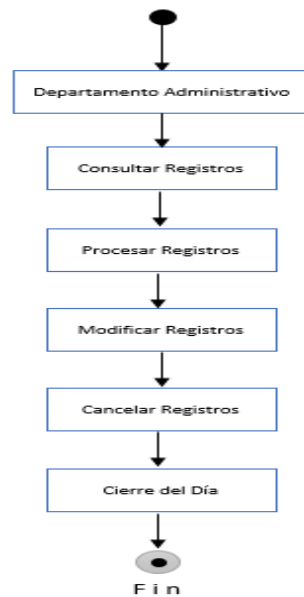 Departamento Administrativo
Consultar Registros
Procesar Registros
Modificar Registros
Cancelar Registros
Cierre del Día
Fin